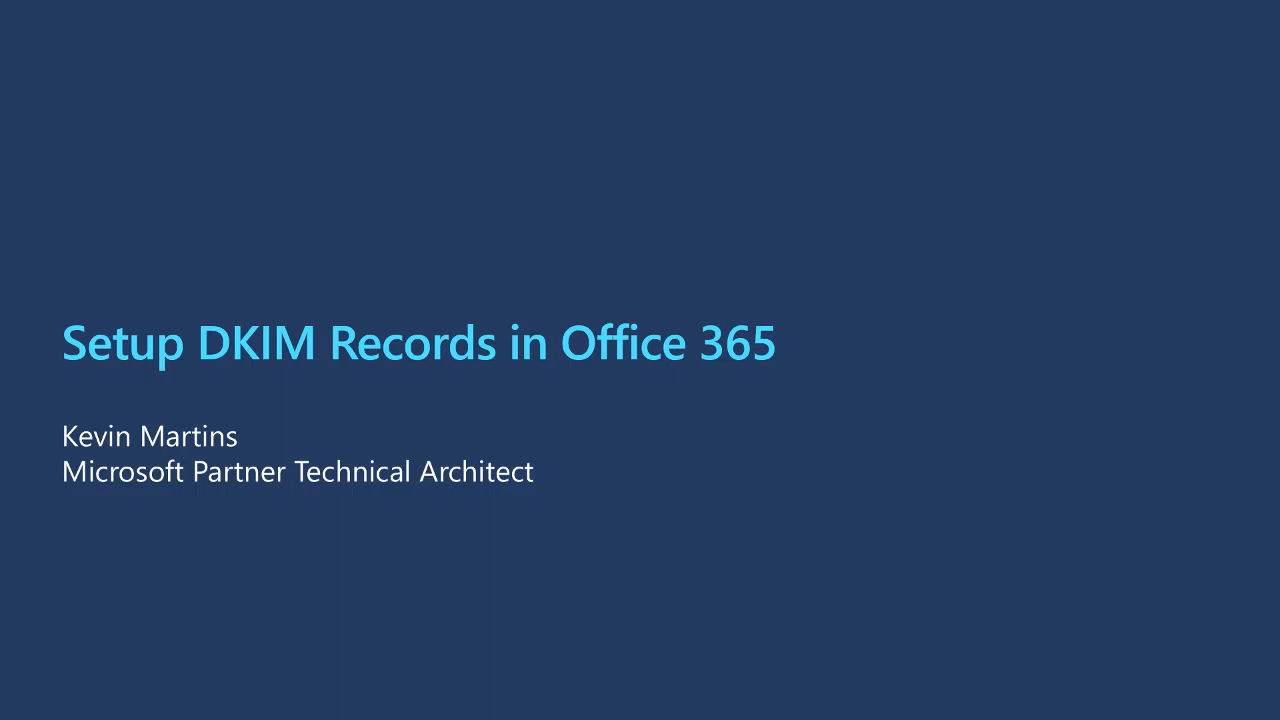 Setup DKIM Records in Office 365
Kevin Martins
Microsoft Partner Technical Architect